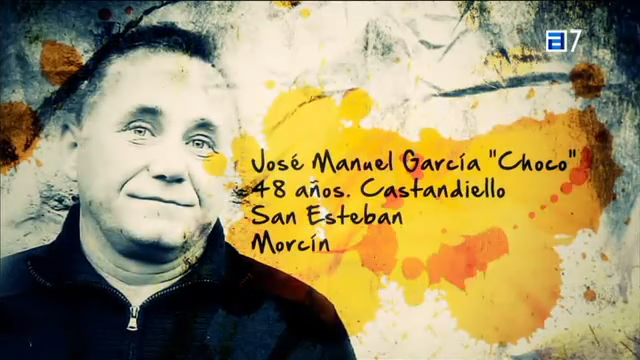 a7
José Manuel García "Choco"
48 años. Castandiello
San Esteban
Morcín